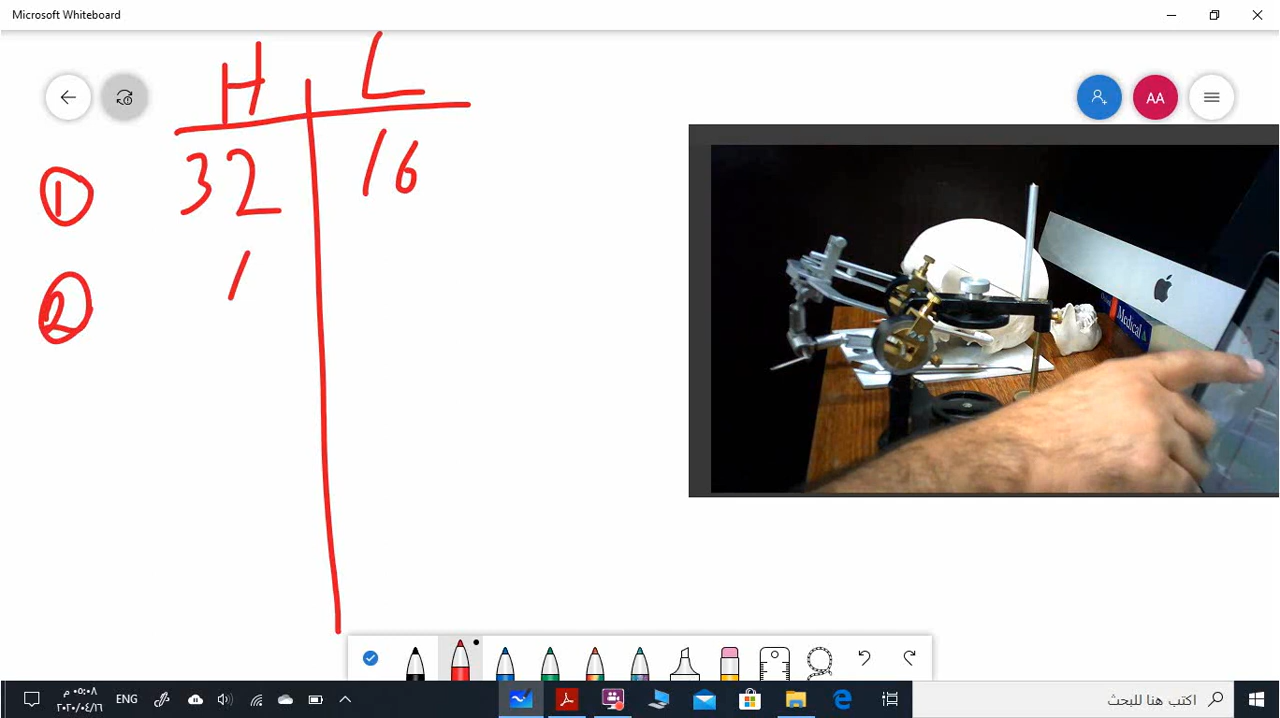 Microsoft Whiteboard
H L
① 32 16
② 1
AA
Medical
ENG
٠٥:٠٨ م
٢٠٢٠/٠٤/١٦
اكتب هنا للبحث